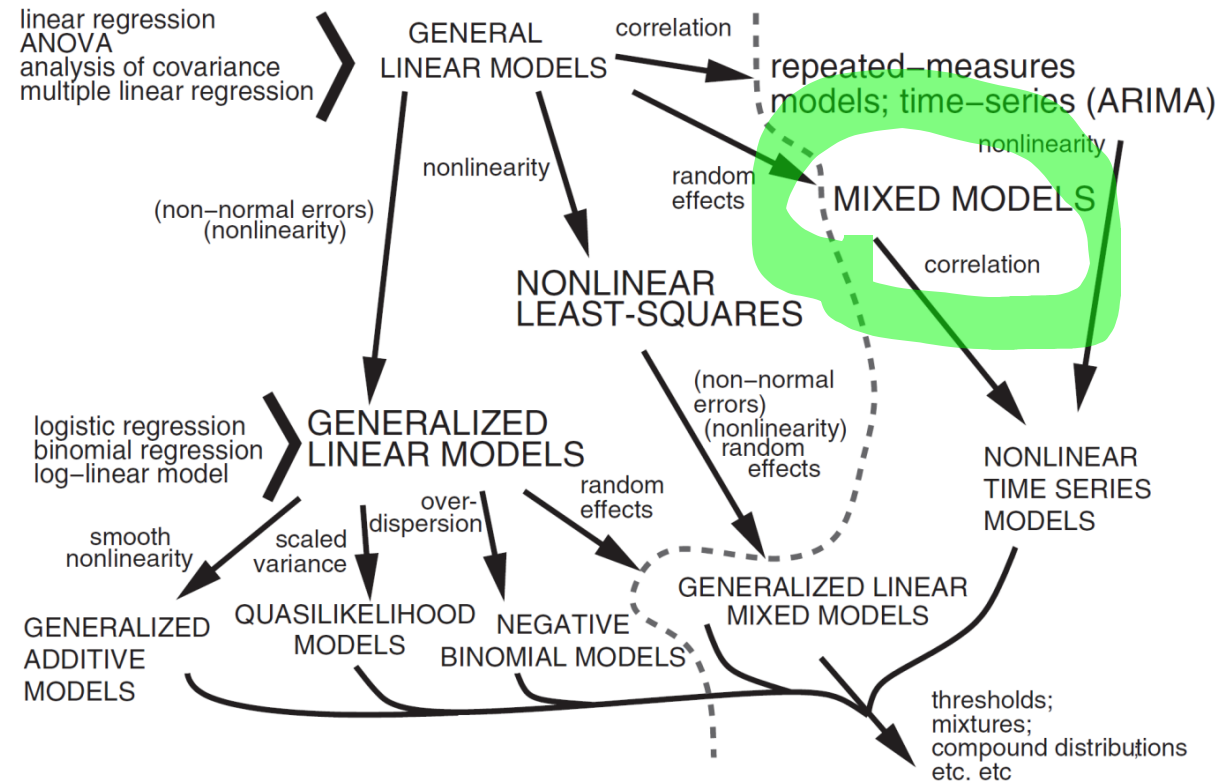 linear regression
ANOVA
analysis of covariance
multiple linear regression
GENERAL
LINEAR MODELS
correlation
repeated−measures
models; time−series (ARIMA)
nonlinearity
random
effects
MIXED MODELS
correlation
nonlinearity
(non−normal errors)
(nonlinearity)
NONLINEAR
LEAST-SQUARES
(non−normal
errors)
(nonlinearity)
random
effects
logistic regression
binomial regression
log−linear model
GENERALIZED
LINEAR MODELS
NONLINEAR
TIME SERIES
MODELS
smooth
nonlinearity
scaled
variance
over-
dispersion
random
effects
GENERALIZED
ADDITIVE
MODELS
QUASILIKELIHOOD
MODELS
NEGATIVE
BINOMIAL MODELS
GENERALIZED LINEAR
MIXED MODELS
thresholds;
mixtures;
compound distributions;
etc. etc